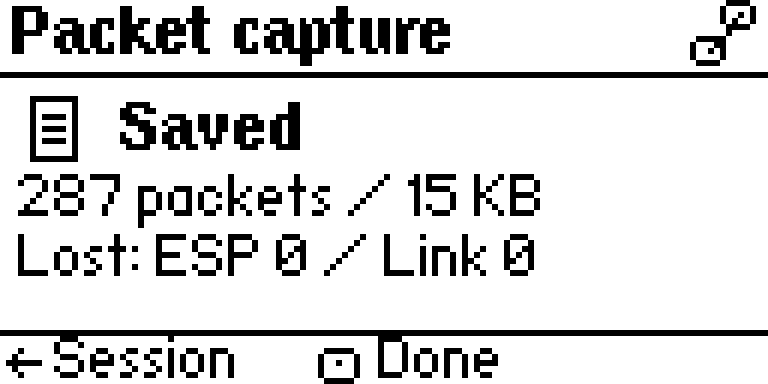 Packet capture
Saved
287 packets / 15 KB
Lost: ESP 0 / Link 0
←Session Done